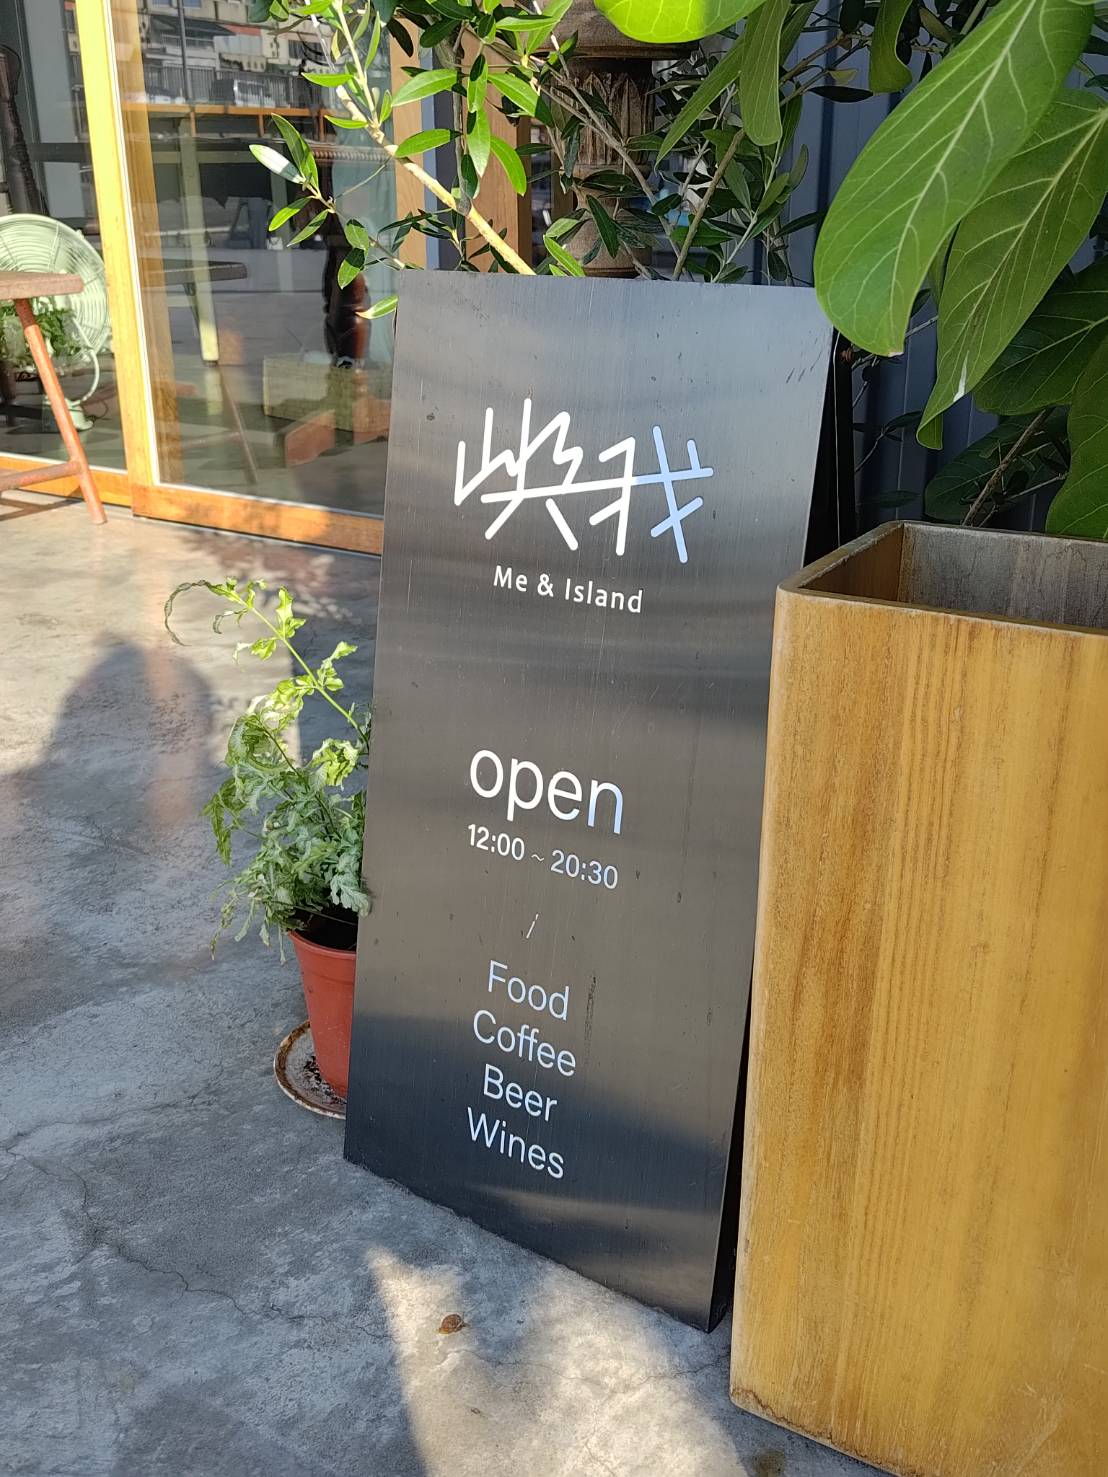 嶼我
Me & Island
open
12:00 ~ 20:30
/
Food
Coffee
Beer
Wines